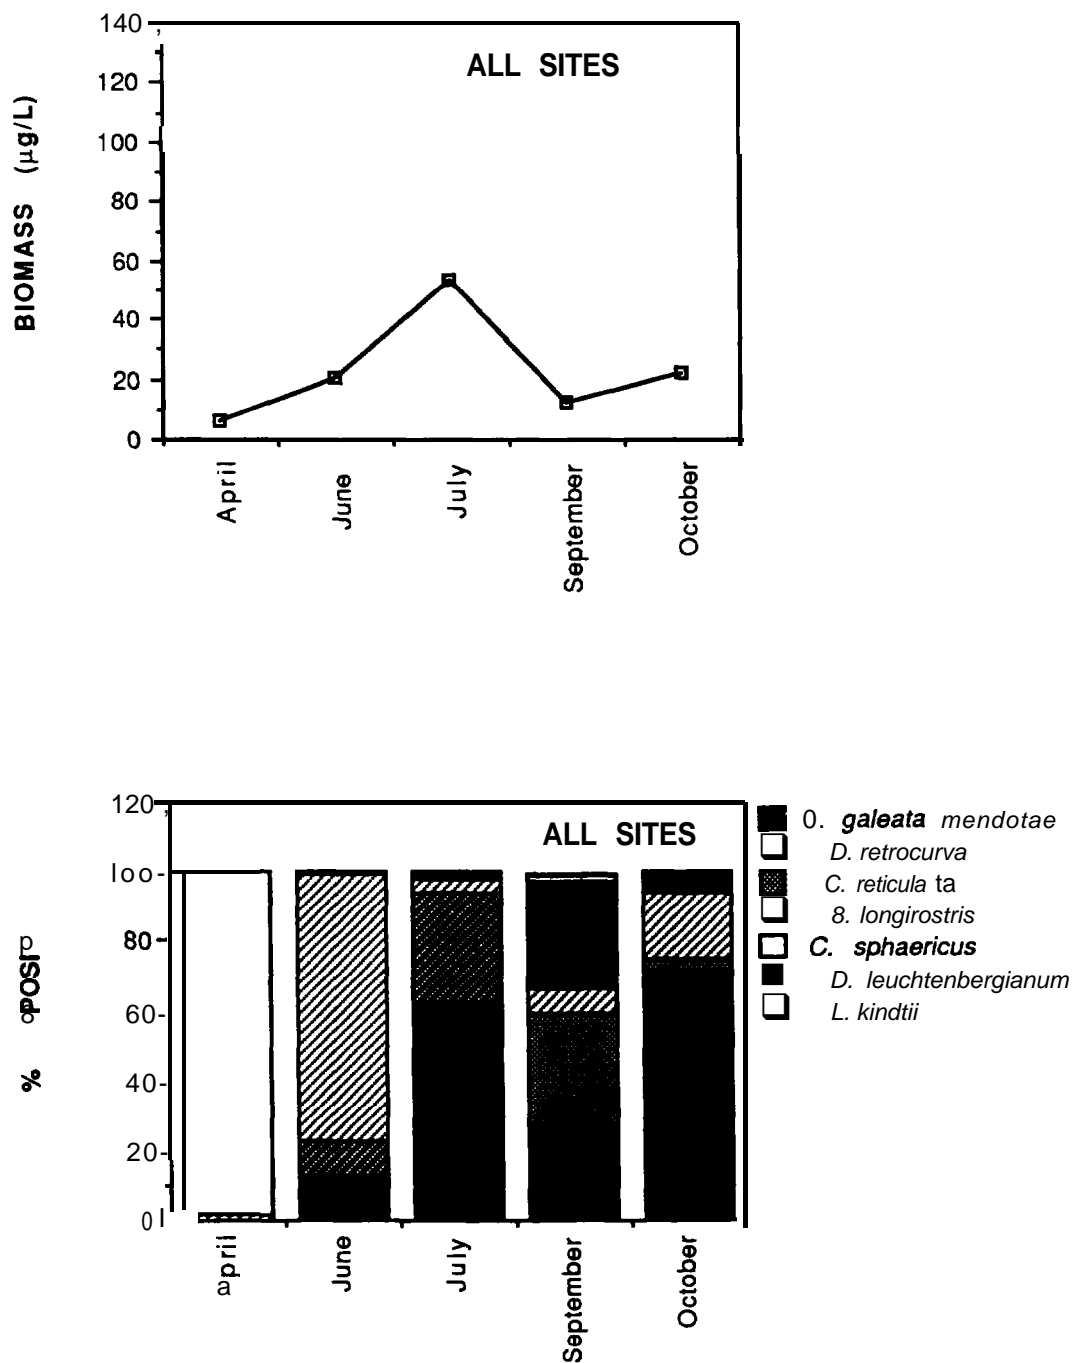 140
ALL SITES
120
100
80
60
40
20
0
BIOMASS (µg/L)
April
June
July
September
October
120
ALL SITES
loo-
80
60-
40-
20-
0l
%
april
June
July
September
October
0. galeata mendotae
D. retrocurva
C. reticula ta
8. longirostris
C. sphaericus
D. leuchtenbergianum
L. kindtii